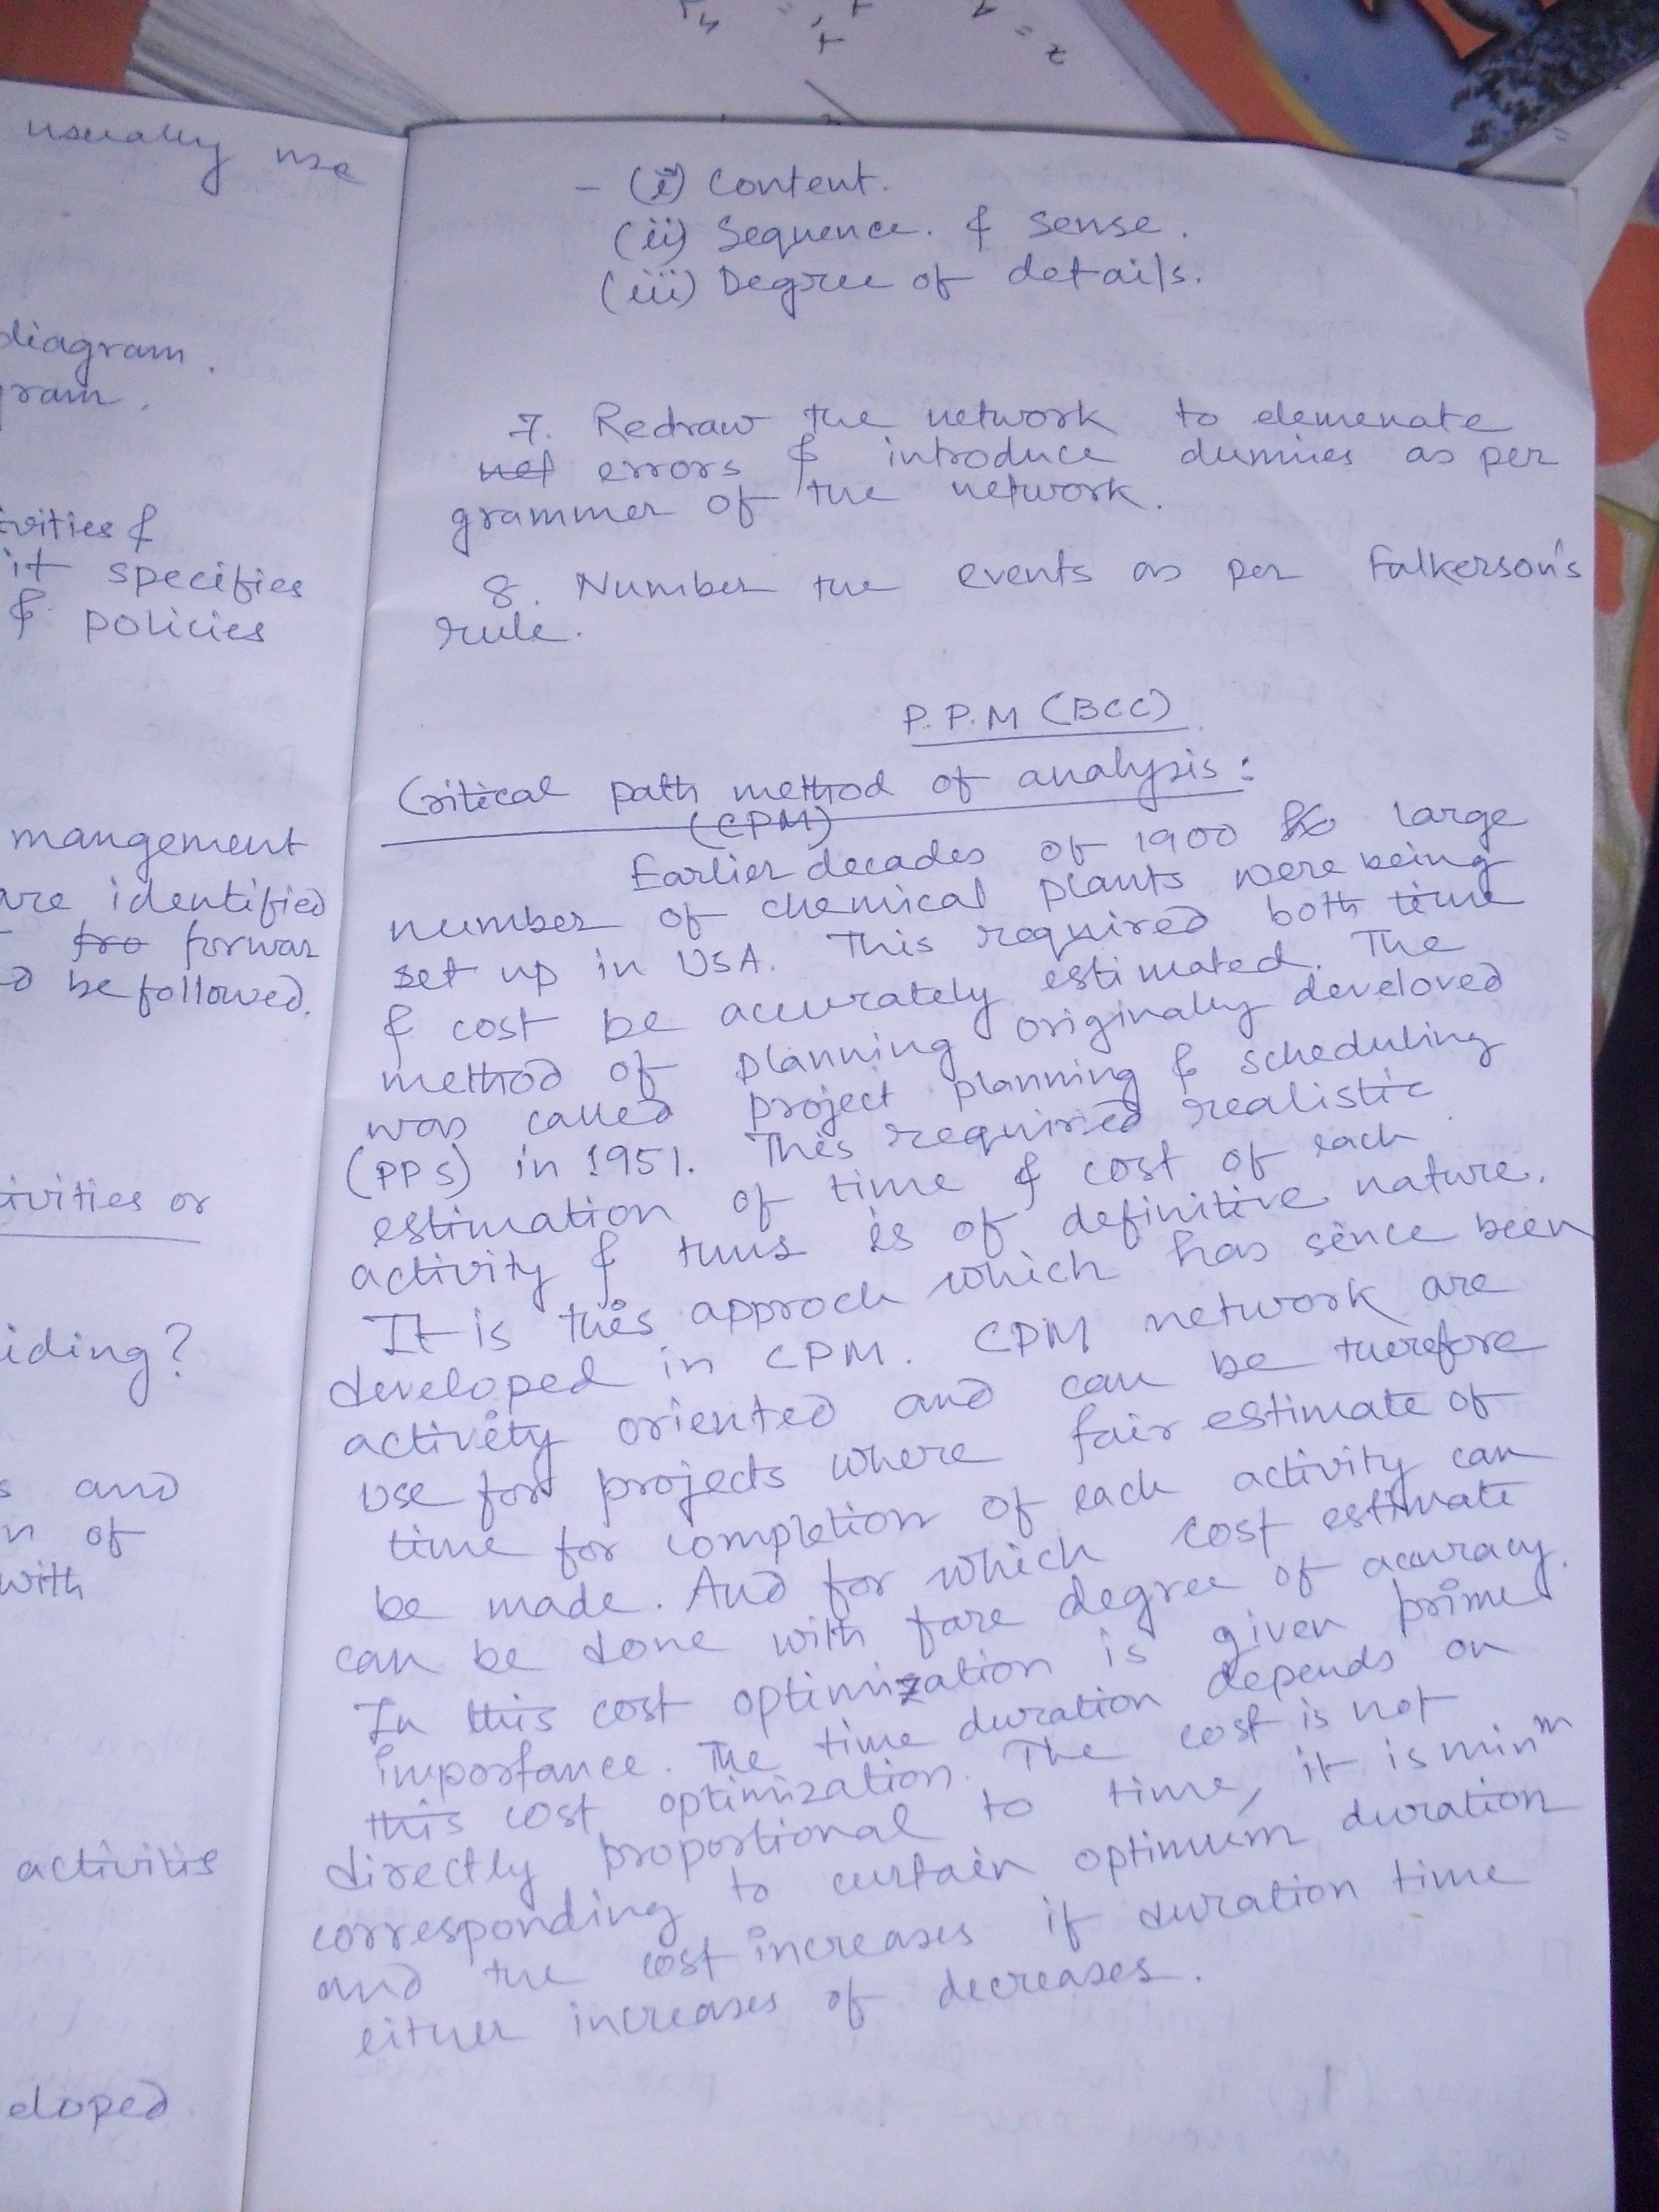 usually use
diagram.
gram.
tivities &
it specifies
& policies
mangement
are identified
fro forwar
d be followed.
tivities or
iding?
s and
n of
with
activitis
eloped
- (i) Content.
(ii) Sequence. & sense.
(iii) Degree of details.
7. Redraw the network to elemenate
net errors & introduce dumies as per
grammer of the network.
8. Number the events as per Falkerson's
rule.
P.P.M (BCC)
Critical path method of analysis :
(CPM)
Earlier decades of 1900 large
number of chemical plants were being
set up in USA. This required both time
& cost be accurately estimated. The
method of planning originally develoved
was called project planning & scheduling
(PPS) in 1951. This required realistic
estimation of time & cost of each
activity & thus is of definitive nature.
It is this approch which has since been
developed in CPM. CPM network are
activity oriented and can be therefore
use for projects where fair estimate of
time for completion of each activity can
be made. And for which cost estimate
can be done with fare degree of accuracy.
In this cost optimization is given prime
importance. The time duration depends on
this cost optimization. The cost is not
directly proportional to time, it is minᵐ
corresponding to curtain optimum duration
and the cost increases if duration time
either increases of decreases.